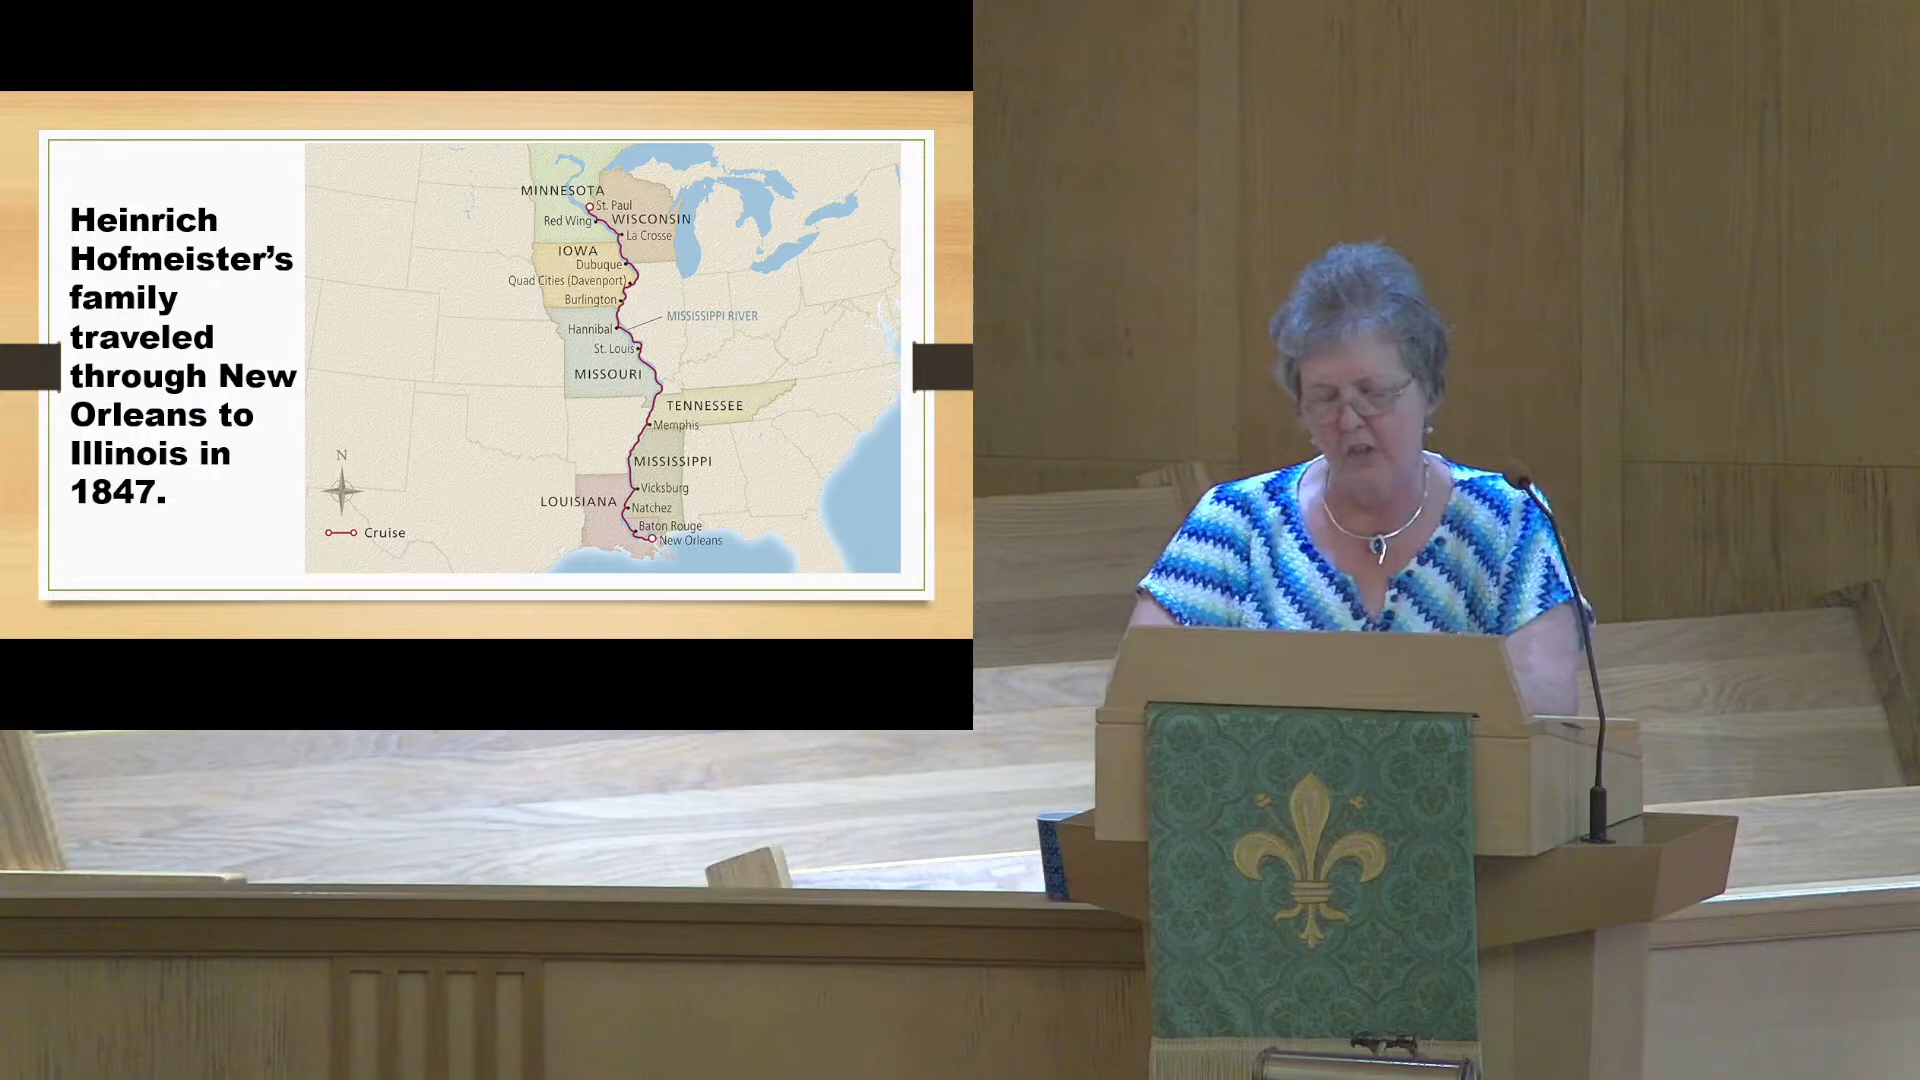 Heinrich
Hofmeister’s
family
traveled
through New
Orleans to
Illinois in
1847.
MINNESOTA
St. Paul
Red Wing
WISCONSIN
La Crosse
IOWA
Dubuque
Quad Cities (Davenport)
Burlington
MISSISSIPPI RIVER
Hannibal
St. Louis
MISSOURI
TENNESSEE
Memphis
N
MISSISSIPPI
Vicksburg
LOUISIANA
Natchez
Baton Rouge
Cruise
New Orleans